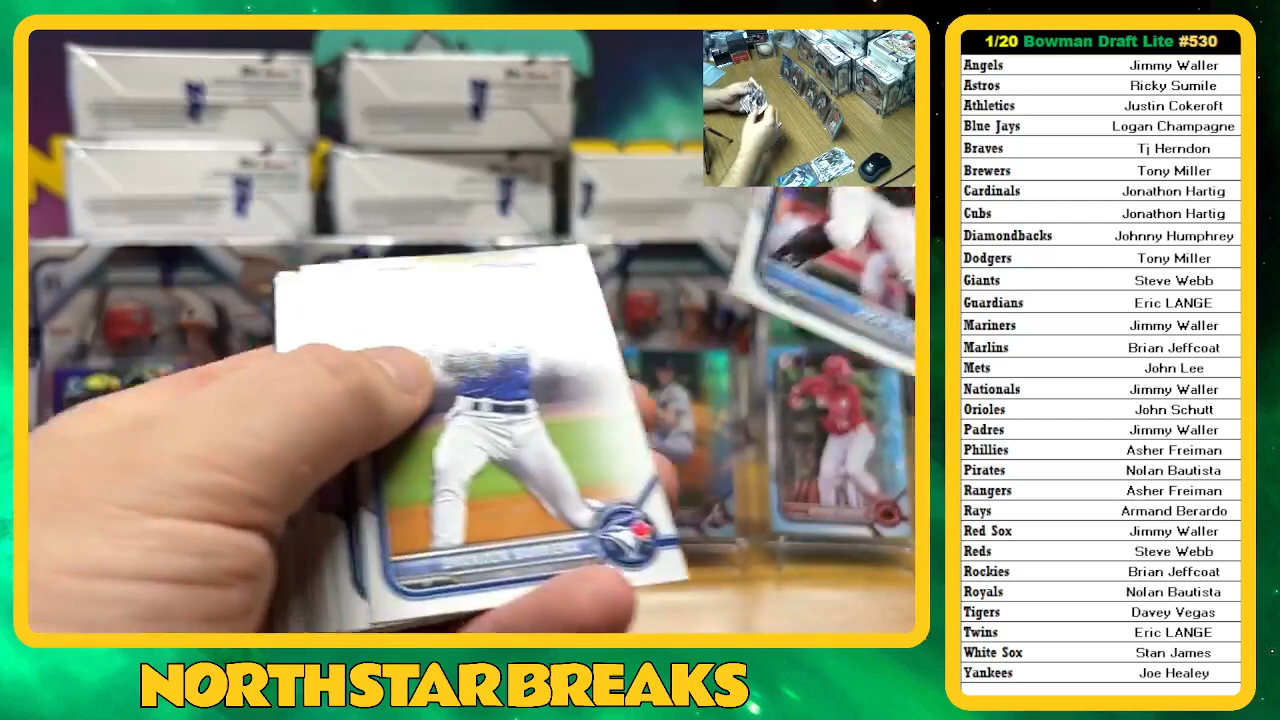 1/20 Bowman Draft Lite #530
Angels Jimmy Waller
Astros Ricky Sumile
Athletics Justin Cokeroft
Blue Jays Logan Champagne
Braves Tj Herndon
Brewers Tony Miller
Cardinals Jonathon Hartig
Cubs Jonathon Hartig
Diamondbacks Johnny Humphrey
Dodgers Tony Miller
Giants Steve Webb
Guardians Eric LANGE
Mariners Jimmy Waller
Marlins Brian Jeffcoat
Mets John Lee
Nationals Jimmy Waller
Orioles John Schutt
Padres Jimmy Waller
Phillies Asher Freiman
Pirates Nolan Bautista
Rangers Asher Freiman
Rays Armand Berardo
Red Sox Jimmy Waller
Reds Steve Webb
Rockies Brian Jeffcoat
Royals Nolan Bautista
Tigers Davey Vegas
Twins Eric LANGE
White Sox Stan James
Yankees Joe Healey
NORTHSTAR BREAKS